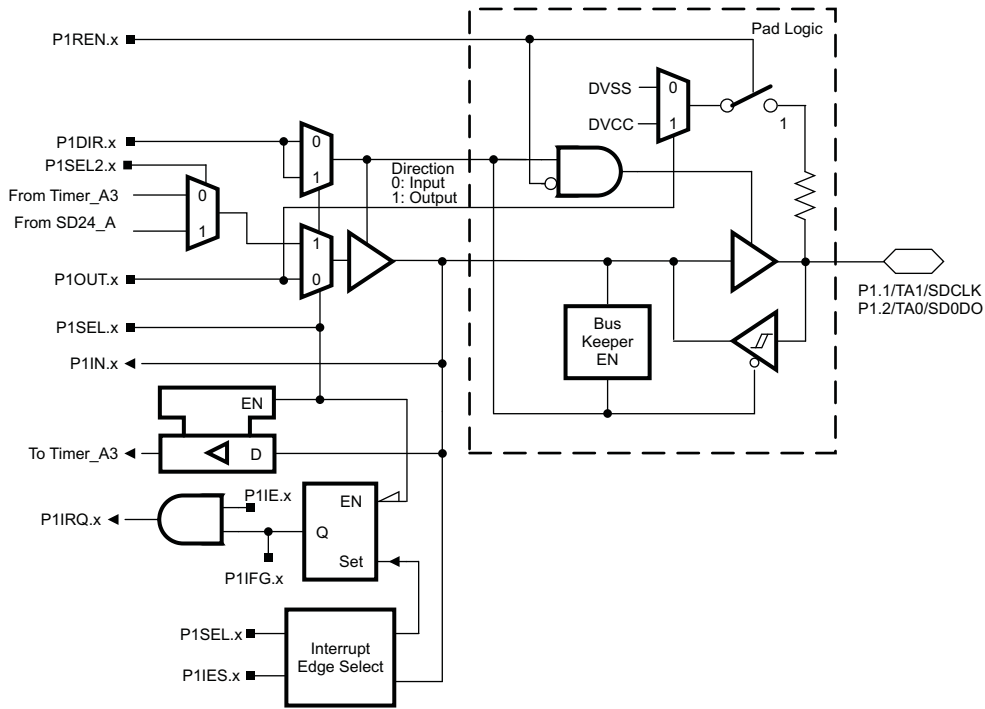 Pad Logic
P1REN.x
DVSS
0
DVCC
1
1
P1DIR.x
0
1
P1SEL2.x
From Timer_A3
0
From SD24_A
1
Direction
0: Input
1: Output
1
0
P1OUT.x
P1.1/TA1/SDCLK
P1.2/TA0/SD0DO
P1SEL.x
Bus
Keeper
EN
P1IN.x
EN
To Timer_A3
D
P1IE.x
EN
P1IRQ.x
Q
Set
P1IFG.x
P1SEL.x
Interrupt
Edge Select
P1IES.x